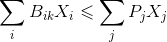 \sum_{i} B_{ik} X_i \leqslant \sum_{j} P_j X_j